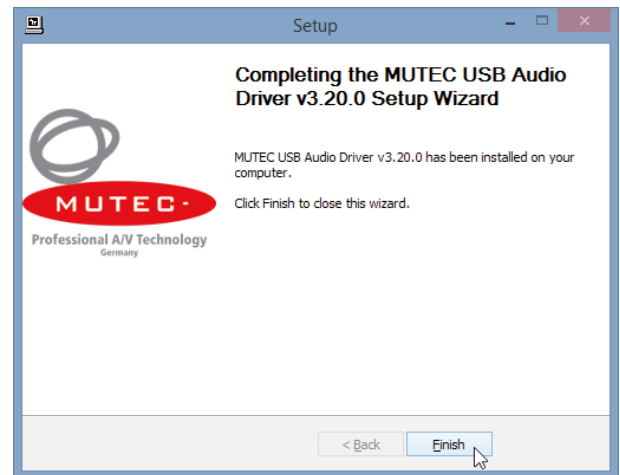 Setup
Completing the MUTEC USB Audio
Driver v3.20.0 Setup Wizard
MUTEC USB Audio Driver v3.20.0 has been installed on your
computer.
Click Finish to close this wizard.
MUTEC
Professional A/V Technology
Germany
< Back
Finish